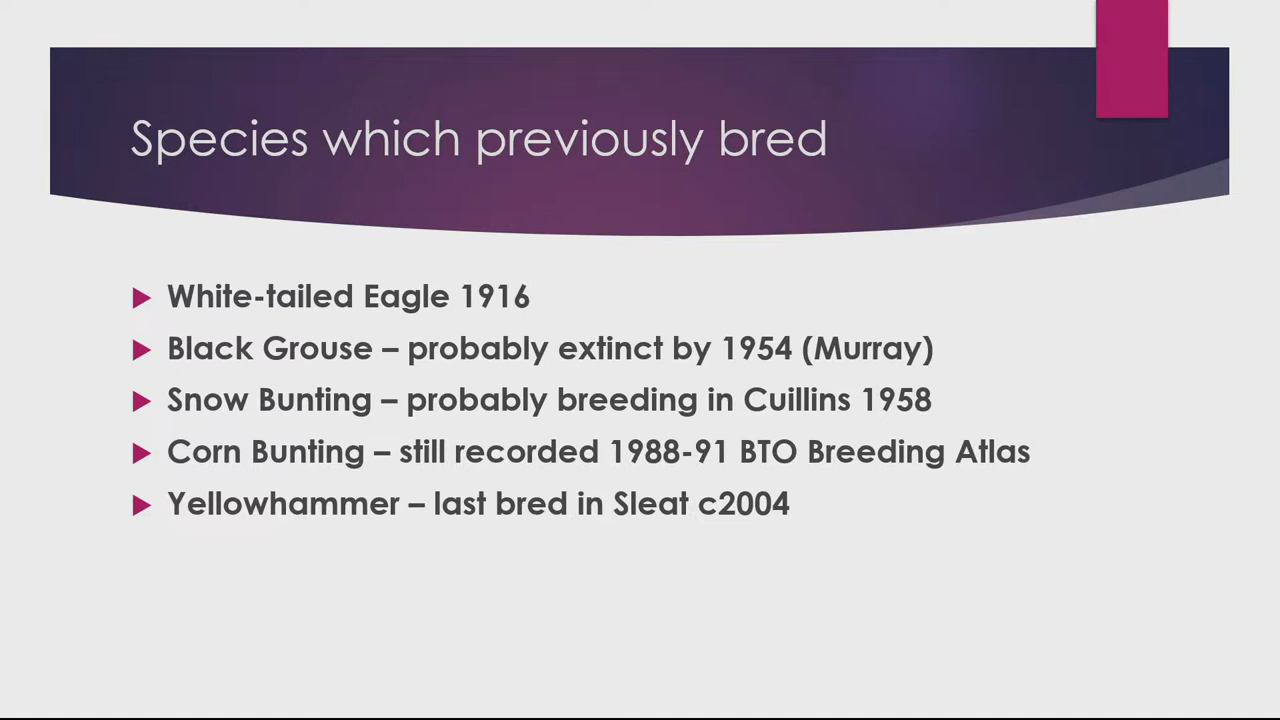 Species which previously bred
White-tailed Eagle 1916
Black Grouse – probably extinct by 1954 (Murray)
Snow Bunting – probably breeding in Cuillins 1958
Corn Bunting – still recorded 1988-91 BTO Breeding Atlas
Yellowhammer – last bred in Sleat c2004